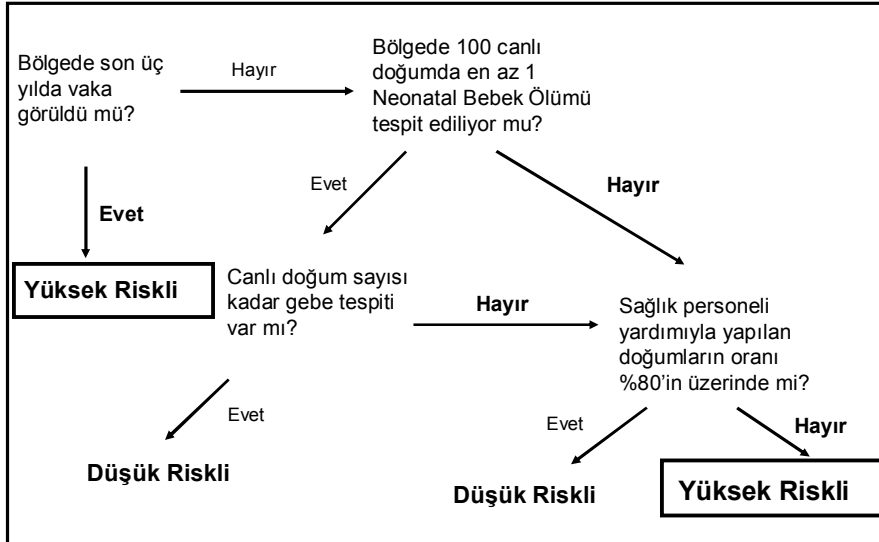 Bölgede son üç
yılda vaka
görüldü mü?
Hayır
Bölgede 100 canlı
doğumda en az 1
Neonatal Bebek Ölümü
tespit ediliyor mu?
Evet
Yüksek Riskli
Evet
Hayır
Canlı doğum sayısı
kadar gebe tespiti
var mı?
Hayır
Sağlık personeli
yardımıyla yapılan
doğumların oranı
%80’in üzerinde mi?
Evet
Düşük Riskli
Evet
Hayır
Düşük Riskli
Yüksek Riskli